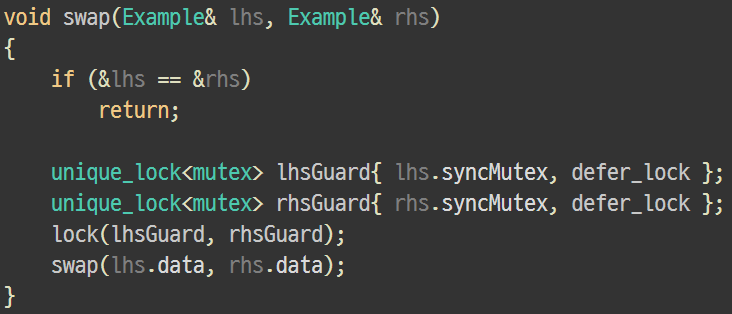 void swap(Example& lhs, Example& rhs)
{
    if (&lhs == &rhs)
        return;

    unique_lock<mutex> lhsGuard{ lhs.syncMutex, defer_lock };
    unique_lock<mutex> rhsGuard{ rhs.syncMutex, defer_lock };
    lock(lhsGuard, rhsGuard);
    swap(lhs.data, rhs.data);
}